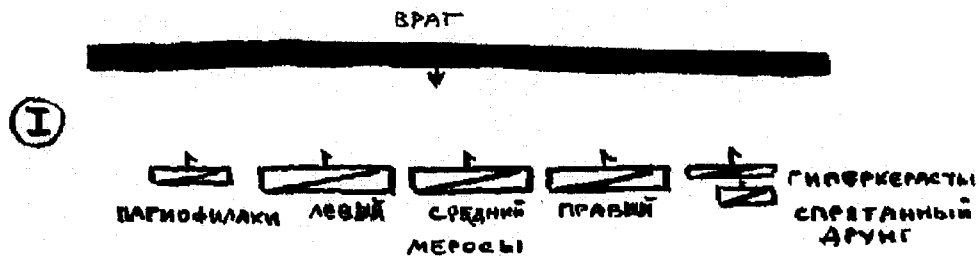 ВРАГ
I
ГИПЕРКЕРАСТЫ
ПАГИОФИЛАКИ ЛЕВЫЙ СРЕДНИЙ ПРАВЫЙ СПРЯТАННЫЙ
МЕРОСЫ ДРУНГ